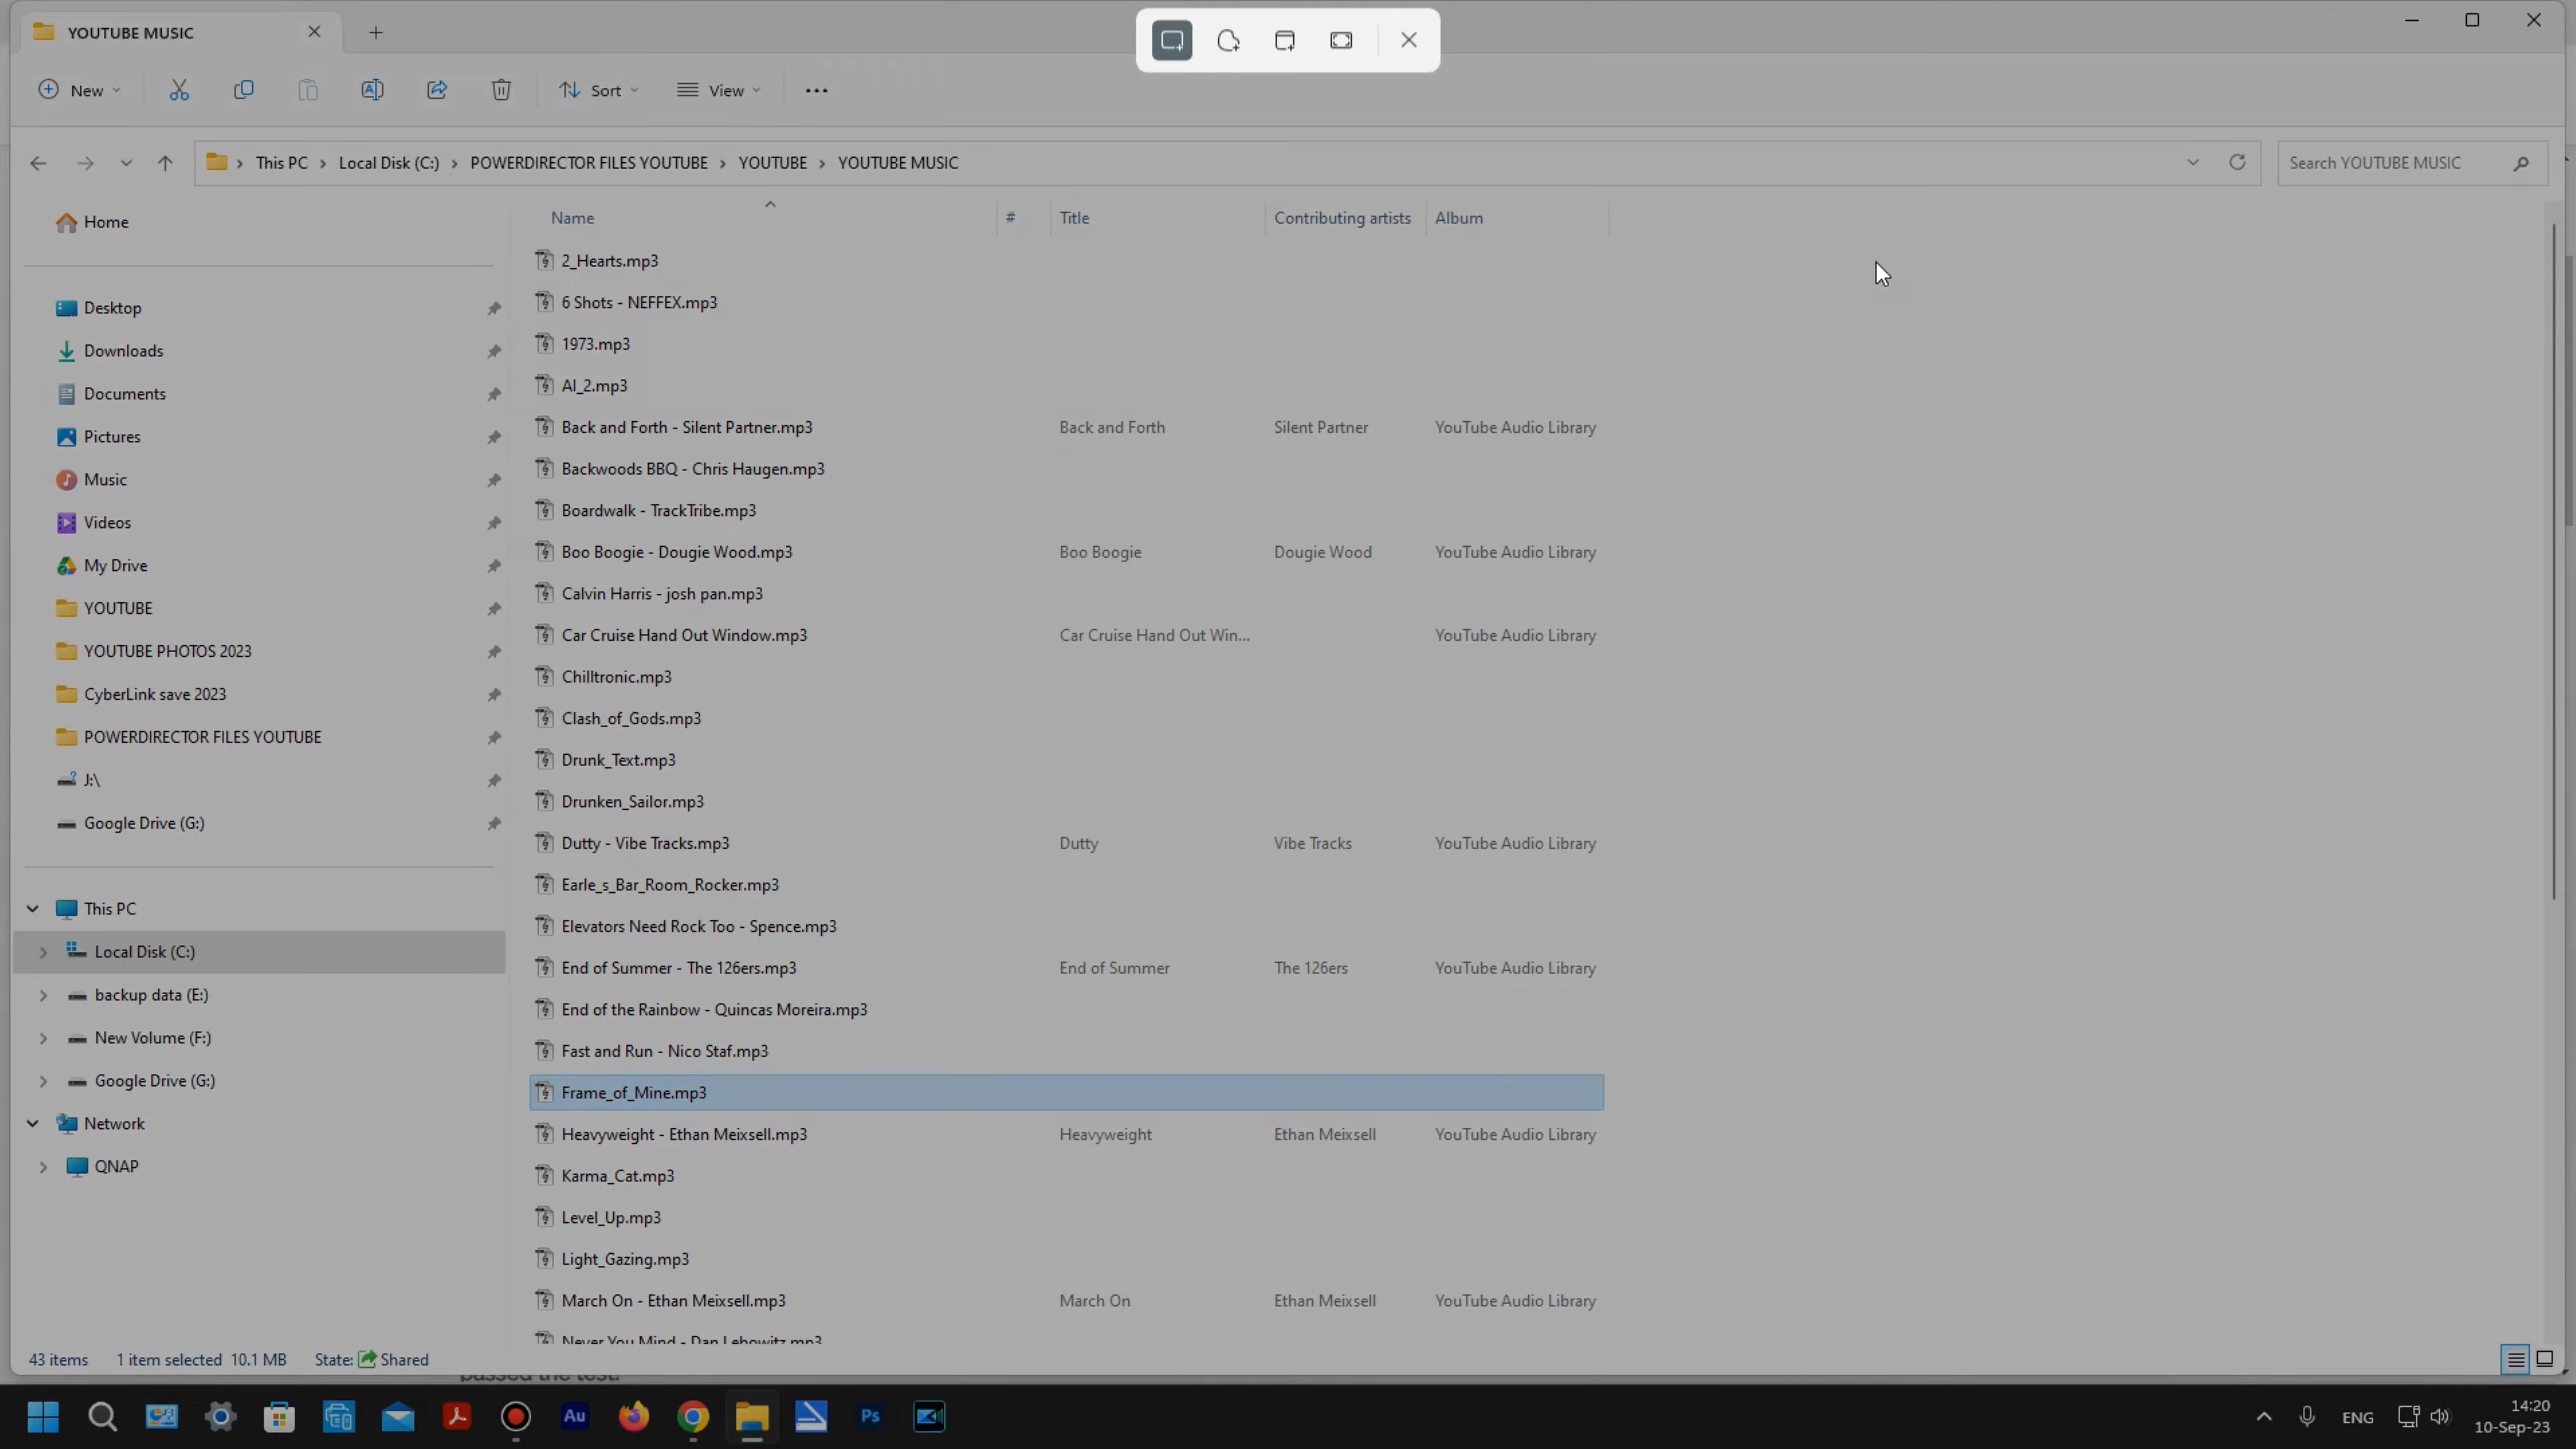 YOUTUBE MUSIC
New
Sort
View
This PC
Local Disk (C:)
POWERDIRECTOR FILES YOUTUBE
YOUTUBE
YOUTUBE MUSIC
Search YOUTUBE MUSIC
Home
Desktop
Downloads
Documents
Pictures
Music
Videos
My Drive
YOUTUBE
YOUTUBE PHOTOS 2023
CyberLink save 2023
POWERDIRECTOR FILES YOUTUBE
J:\
Google Drive (G:)
This PC
Local Disk (C:)
backup data (E:)
New Volume (F:)
Google Drive (G:)
Network
QNAP
Name # Title Contributing artists Album
2_Hearts.mp3
6 Shots - NEFFEX.mp3
1973.mp3
AI_2.mp3
Back and Forth - Silent Partner.mp3 Back and Forth Silent Partner YouTube Audio Library
Backwoods BBQ - Chris Haugen.mp3
Boardwalk - TrackTribe.mp3
Boo Boogie - Dougie Wood.mp3 Boo Boogie Dougie Wood YouTube Audio Library
Calvin Harris - josh pan.mp3
Car Cruise Hand Out Window.mp3 Car Cruise Hand Out Win... YouTube Audio Library
Chilltronic.mp3
Clash_of_Gods.mp3
Drunk_Text.mp3
Drunken_Sailor.mp3
Dutty - Vibe Tracks.mp3 Dutty Vibe Tracks YouTube Audio Library
Earle_s_Bar_Room_Rocker.mp3
Elevators Need Rock Too - Spence.mp3
End of Summer - The 126ers.mp3 End of Summer The 126ers YouTube Audio Library
End of the Rainbow - Quincas Moreira.mp3
Fast and Run - Nico Staf.mp3
Frame_of_Mine.mp3
Heavyweight - Ethan Meixsell.mp3 Heavyweight Ethan Meixsell YouTube Audio Library
Karma_Cat.mp3
Level_Up.mp3
Light_Gazing.mp3
March On - Ethan Meixsell.mp3 March On Ethan Meixsell YouTube Audio Library
Never You Mind - Dan Lebowitz.mp3
43 items 1 item selected 10.1 MB State: Shared
passed the test.
Au
Ps
ENG
14:20
10-Sep-23